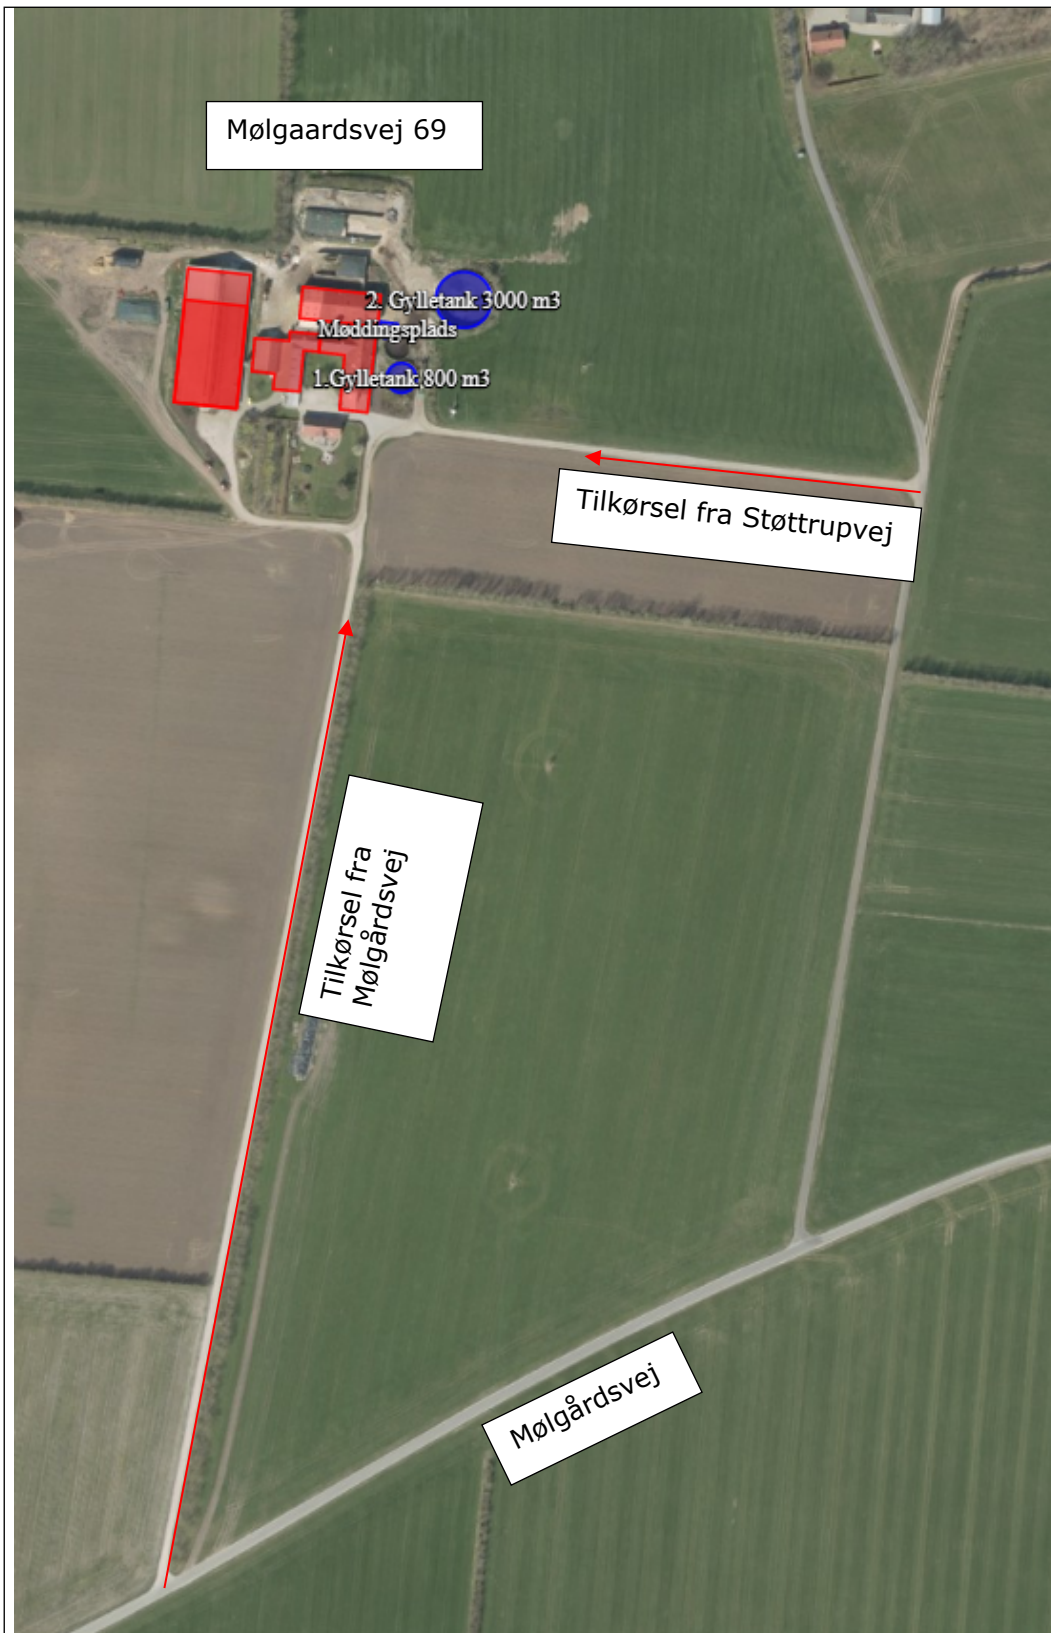 Mølgaardsvej 69
2. Gylletank 3000 m3
Møddingsplads
1.Gylletank 800 m3
Tilkørsel fra Støttrupvej
Tilkørsel fra
Mølgårdsvej
Mølgårdsvej